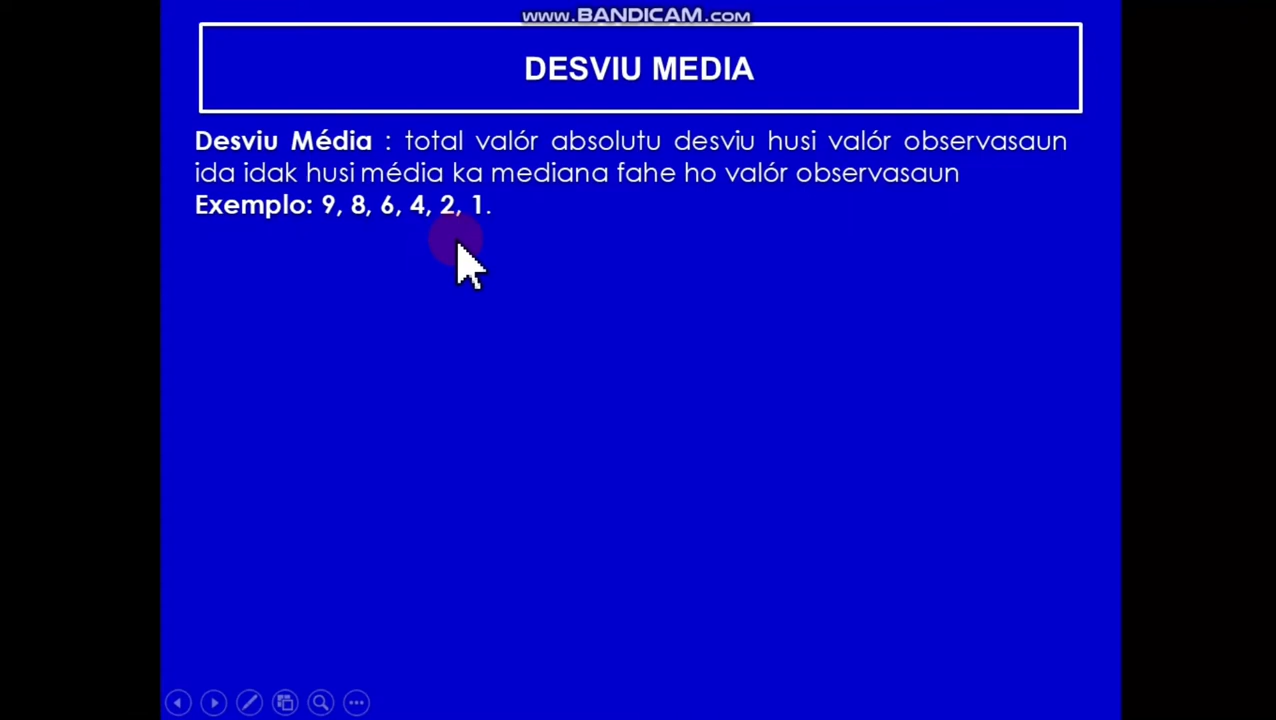 www.BANDICAM.com
DESVIU MEDIA
Desviu Média : total valór absolutu desviu husi valór observasaun
ida idak husi média ka mediana fahe ho valór observasaun
Exemplo: 9, 8, 6, 4, 2, 1.